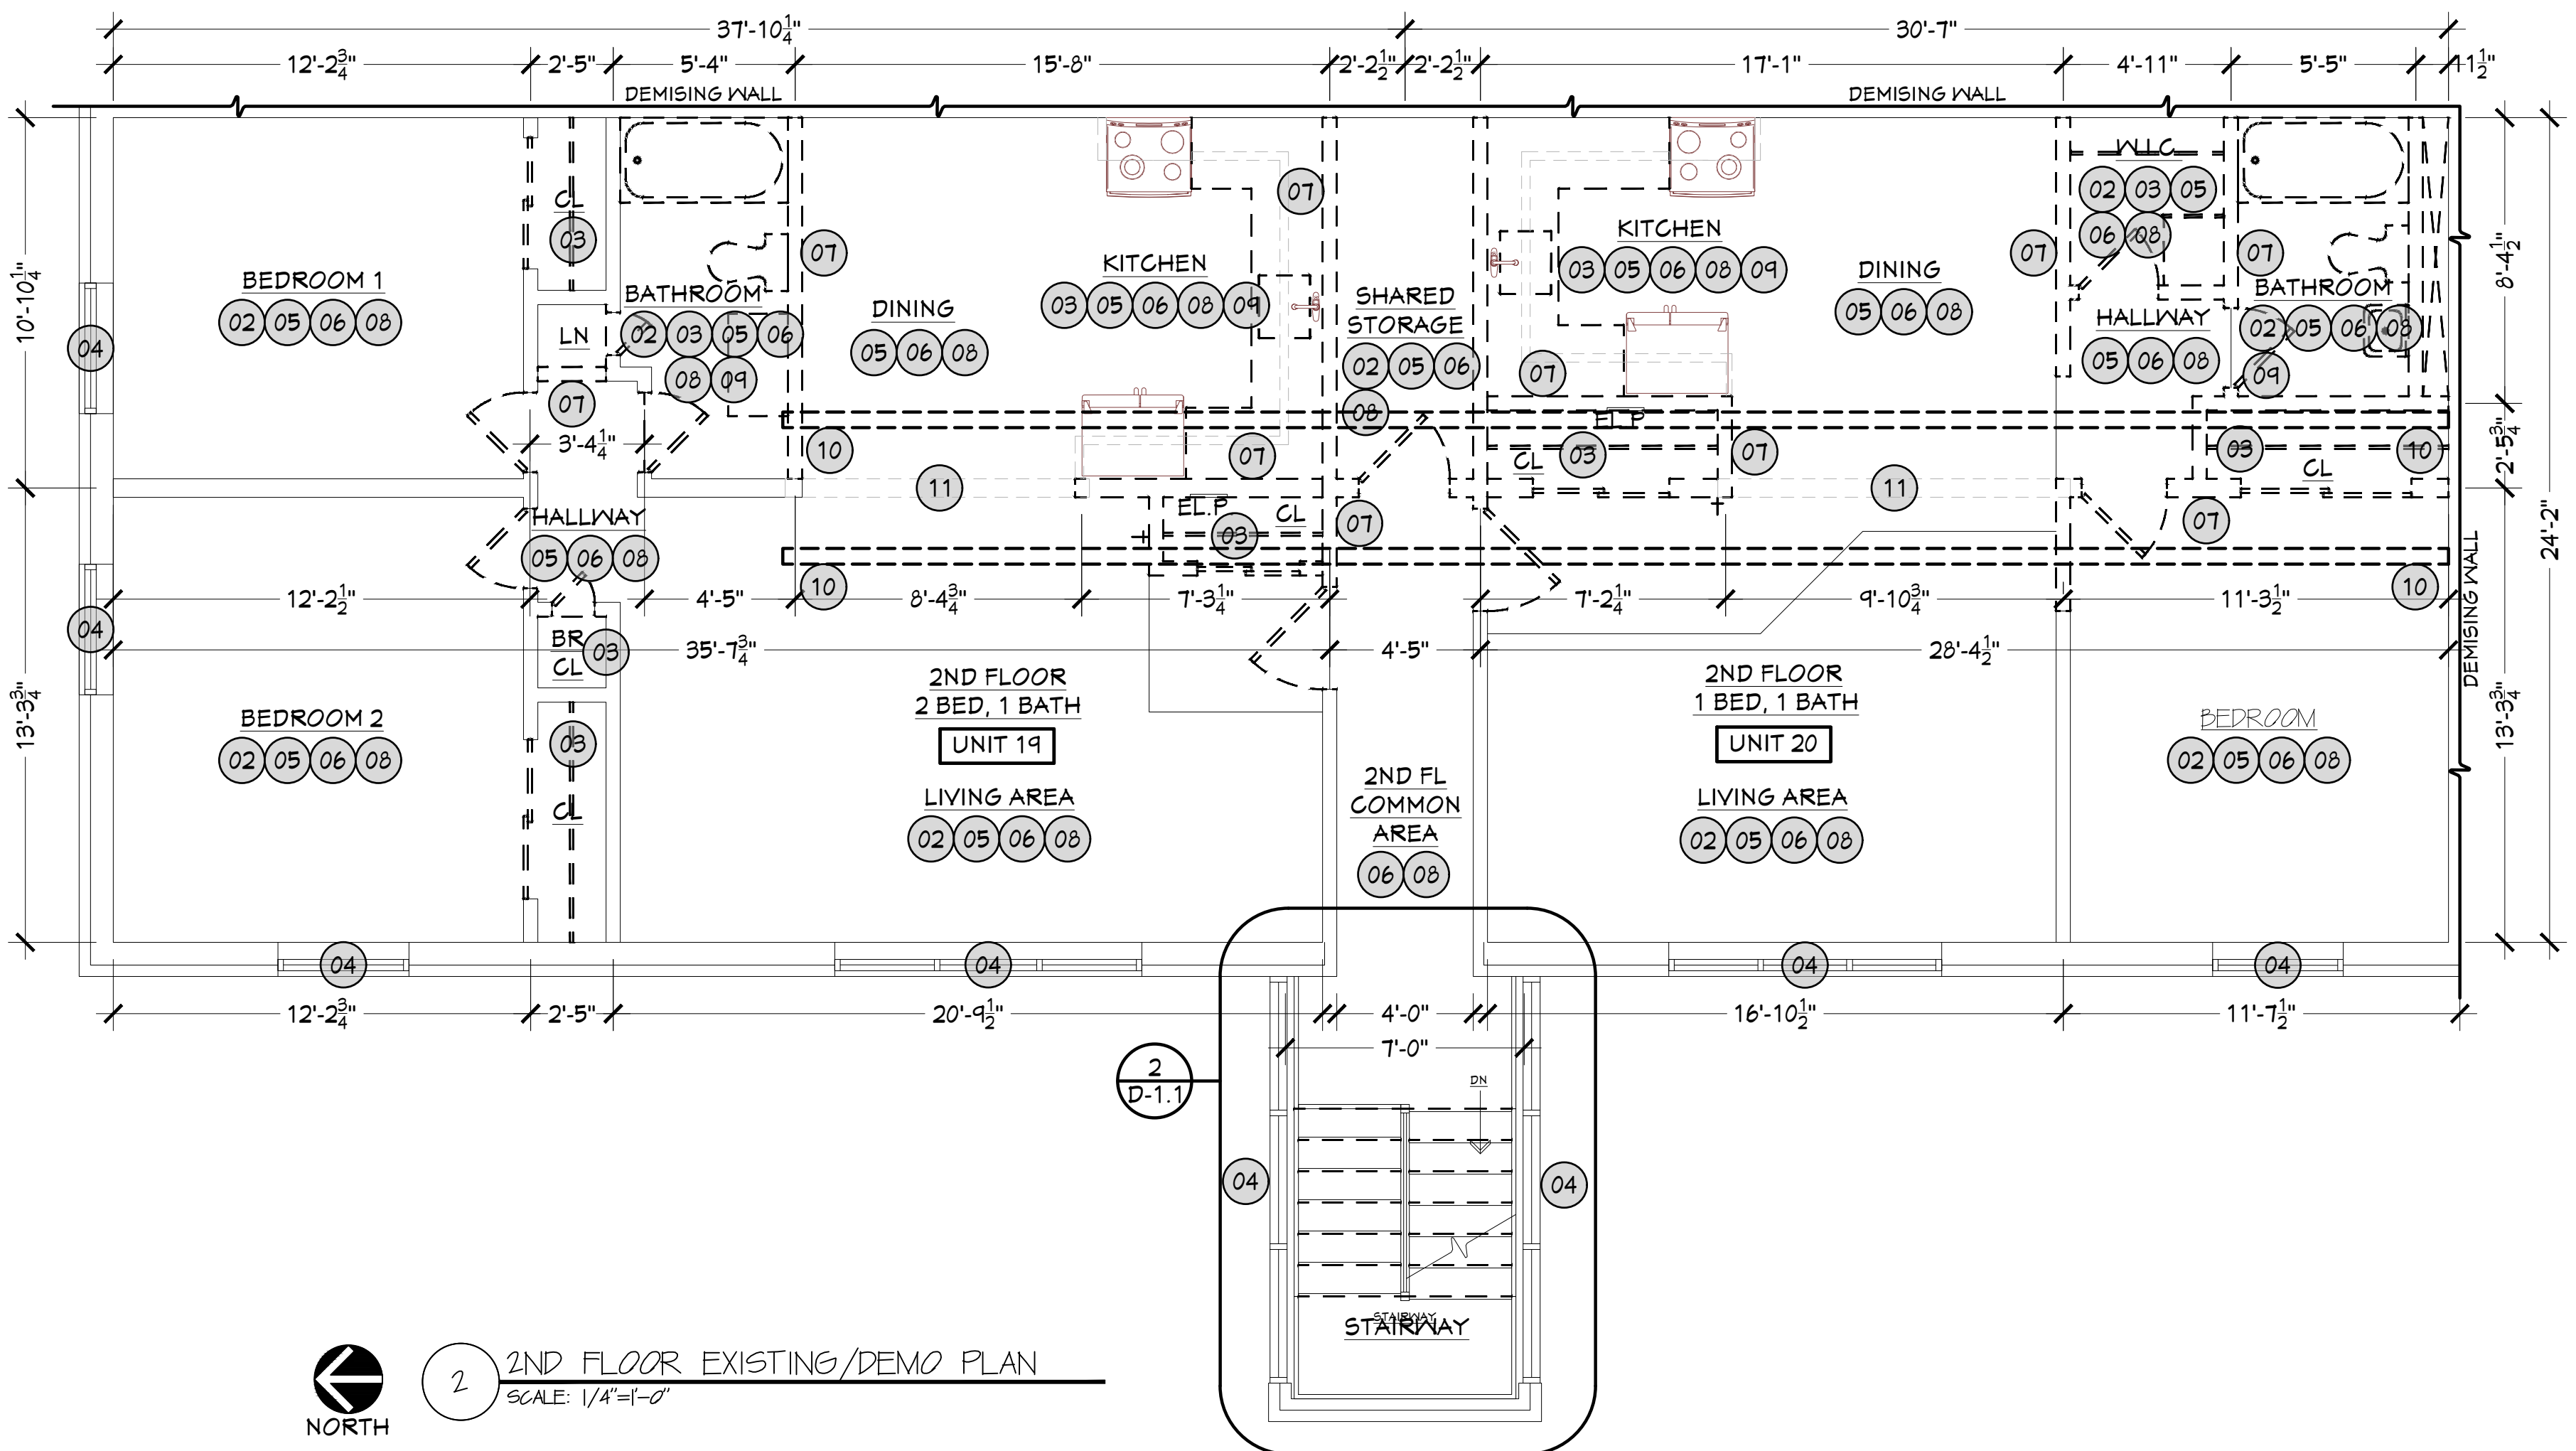 37'-10 1/4" 30'-7"
12'-2 3/4" 2'-5" 5'-4" 15'-8" 2'-2 1/2" 2'-2 1/2" 17'-1" 4'-11" 5'-5" 11 1/2"
DEMISING WALL DEMISING WALL
10'-10 1/4"
13'-3 3/4"
BEDROOM 1
02 05 06 08
04
CL
03
LN
07
BATHROOM
02 03 05 06
08 09
07
3'-4 1/4"
DINING
05 06 08
KITCHEN
03 05 06 08 09
07
07
SHARED
STORAGE
02 05 06
08
KITCHEN
03 05 06 08 09
07
DINING
05 06 08
07
W.I.C
02 03 05
06 08
07
HALLWAY
05 06 08
BATHROOM
02 05 06 08
09
8'-4 1/2"
2'-5 3/4"
13'-3 3/4"
24'-2"
DEMISING WALL
10
11
EL.P
CL
03
07
EL.P
CL
03
07
11
03
CL
10
07
HALLWAY
05 06 08
10
10
04
12'-2 1/2" 4'-5" 8'-4 3/4" 7'-3 1/4" 7'-2 1/4" 9'-10 3/4" 11'-3 1/2"
BR
CL
03
35'-7 3/4" 4'-5" 28'-4 1/2"
BEDROOM 2
02 05 06 08
03
CL
2ND FLOOR
2 BED, 1 BATH
UNIT 19
LIVING AREA
02 05 06 08
2ND FL
COMMON
AREA
06 08
2ND FLOOR
1 BED, 1 BATH
UNIT 20
LIVING AREA
02 05 06 08
BEDROOM
02 05 06 08
04 04 04 04
12'-2 3/4" 2'-5" 20'-9 1/2" 4'-0" 16'-10 1/2" 11'-7 1/2"
7'-0"
2
D-1.1
DN
04 04
STAIRWAY
STAIRWAY
NORTH
2
2ND FLOOR EXISTING/DEMO PLAN
SCALE: 1/4"=1'-0"